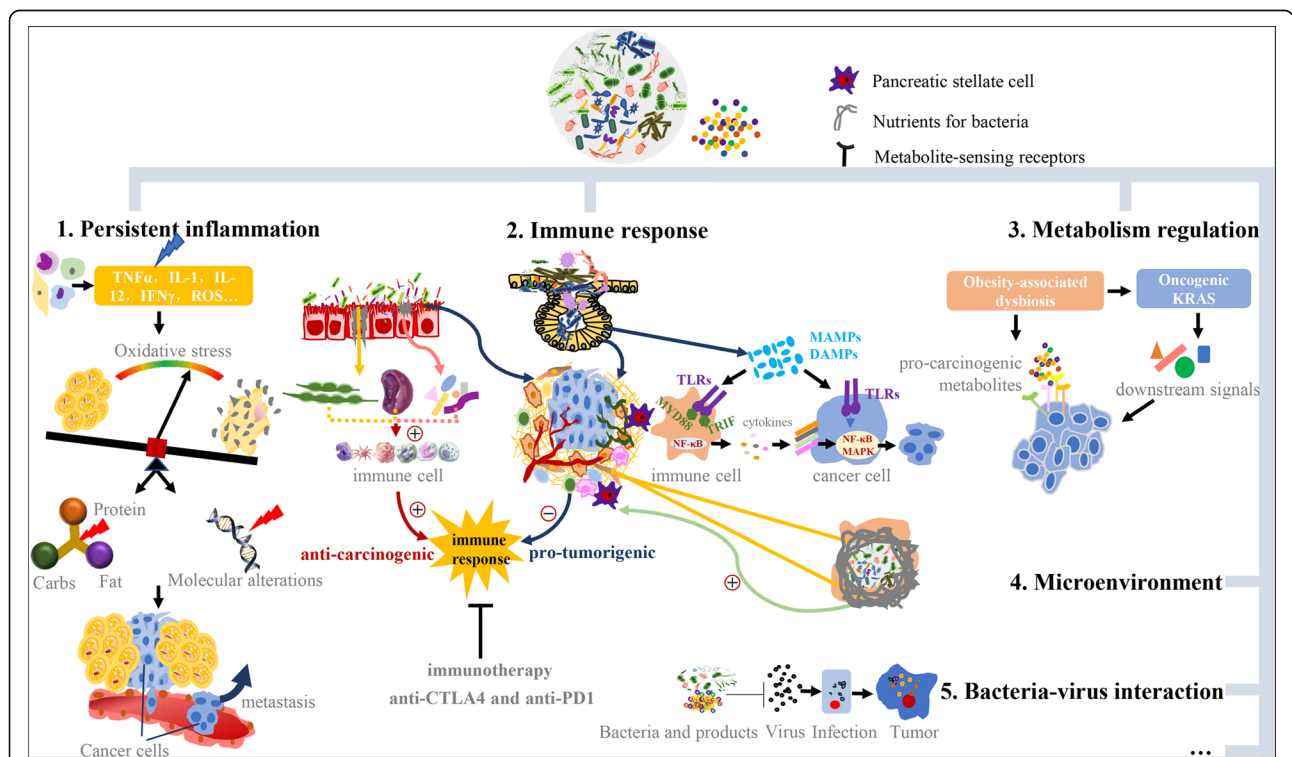 Pancreatic stellate cell
Nutrients for bacteria
Metabolite-sensing receptors
1. Persistent inflammation
TNFα, IL-1, IL-
12, IFNγ, ROS...
Oxidative stress
Protein
Carbs
Fat
Molecular alterations
metastasis
Cancer cells
2. Immune response
immune cell
anti-carcinogenic
immune
response
pro-tumorigenic
immunotherapy
anti-CTLA4 and anti-PD1
MAMPs
DAMPs
TLRs
MYD88
TRIF
NF-κB
immune cell
cytokines
TLRs
NF-κB
MAPK
cancer cell
3. Metabolism regulation
Obesity-associated
dysbiosis
Oncogenic
KRAS
pro-carcinogenic
metabolites
downstream signals
4. Microenvironment
5. Bacteria-virus interaction
Bacteria and products
Virus
Infection
Tumor
...